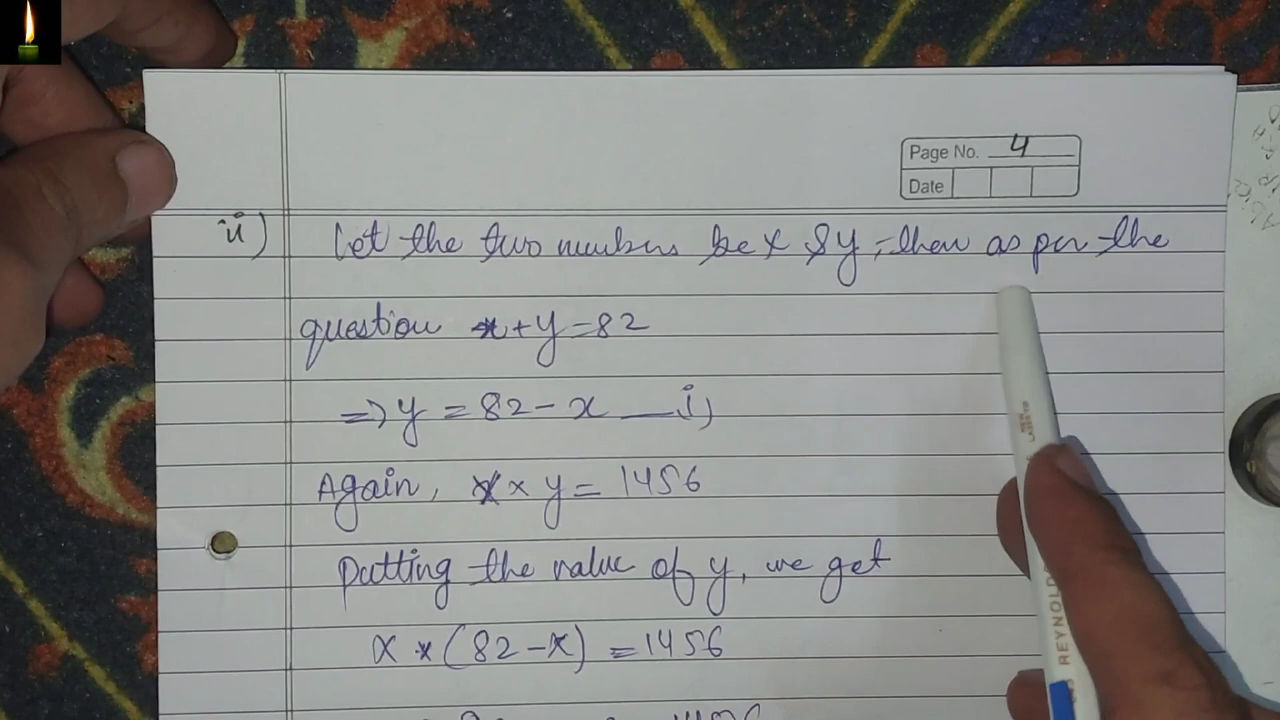 Page No. 4
Date
ii) Let the two numbers be x & y, then as per the
question x+y=82
=> y = 82-x —i)
Again, x × y = 1456
Putting the value of y, we get
x × (82-x) = 1456
REYNOLD